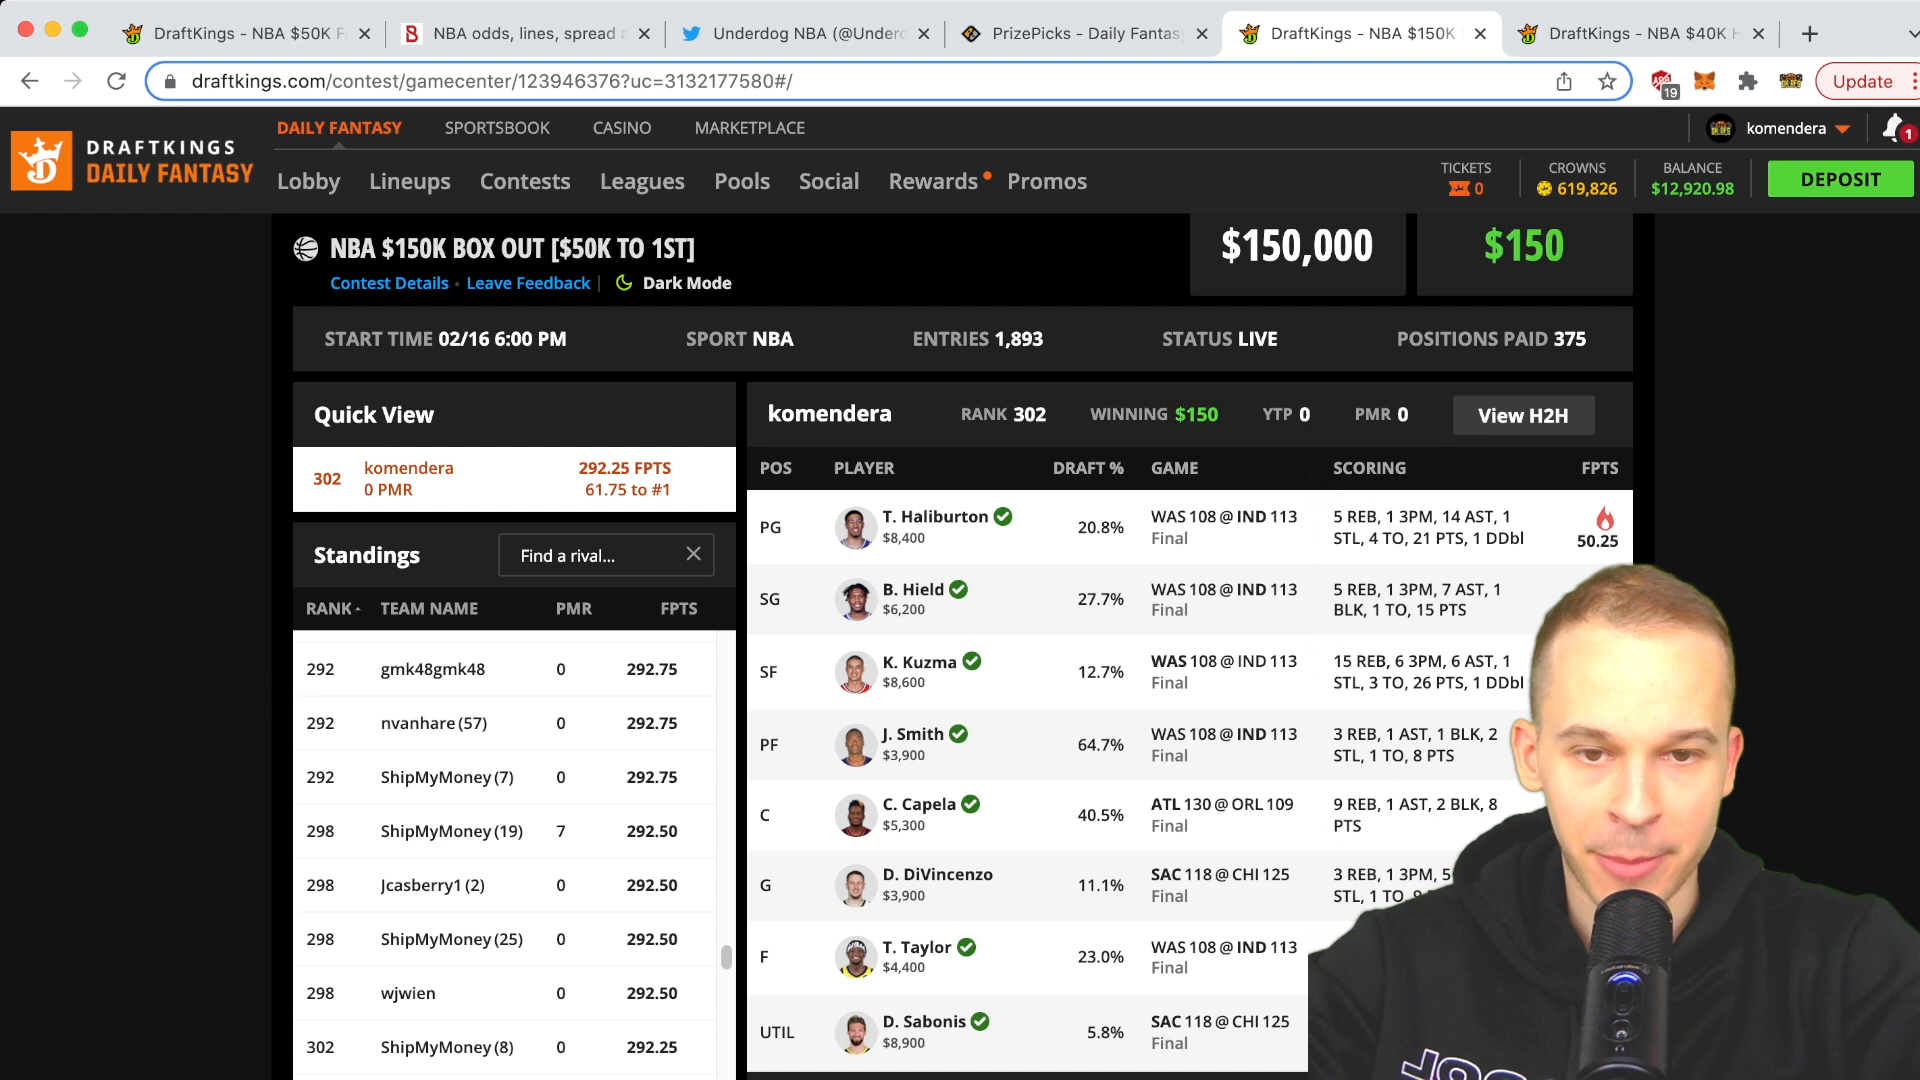 DraftKings - NBA $50K F
NBA odds, lines, spread a
Underdog NBA (@Underd
PrizePicks - Daily Fantasy
DraftKings - NBA $150K
DraftKings - NBA $40K H
draftkings.com/contest/gamecenter/123946376?uc=3132177580#/
19
Update
DRAFTKINGS
DAILY FANTASY
DAILY FANTASY
SPORTSBOOK
CASINO
MARKETPLACE
komendera
1
Lobby
Lineups
Contests
Leagues
Pools
Social
Rewards
Promos
TICKETS
0
CROWNS
619,826
BALANCE
$12,920.98
DEPOSIT
NBA $150K BOX OUT [$50K TO 1ST]
Contest Details • Leave Feedback | Dark Mode
$150,000
$150
START TIME 02/16 6:00 PM
SPORT NBA
ENTRIES 1,893
STATUS LIVE
POSITIONS PAID 375
Quick View
302
komendera
0 PMR
292.25 FPTS
61.75 to #1
Standings
Find a rival...
RANK TEAM NAME PMR FPTS
292 gmk48gmk48 0 292.75
292 nvanhare (57) 0 292.75
292 ShipMyMoney (7) 0 292.75
298 ShipMyMoney (19) 7 292.50
298 Jcasberry1 (2) 0 292.50
298 ShipMyMoney (25) 0 292.50
298 wjwien 0 292.50
302 ShipMyMoney (8) 0 292.25
komendera
RANK 302
WINNING $150
YTP 0
PMR 0
View H2H
POS PLAYER DRAFT % GAME SCORING FPTS
PG T. Haliburton 20.8% WAS 108 @ IND 113 5 REB, 1 3PM, 14 AST, 1
$8,400 Final STL, 4 TO, 21 PTS, 1 DDbl 50.25
SG B. Hield 27.7% WAS 108 @ IND 113 5 REB, 1 3PM, 7 AST, 1
$6,200 Final BLK, 1 TO, 15 PTS
SF K. Kuzma 12.7% WAS 108 @ IND 113 15 REB, 6 3PM, 6 AST, 1
$8,600 Final STL, 3 TO, 26 PTS, 1 DDbl
PF J. Smith 64.7% WAS 108 @ IND 113 3 REB, 1 AST, 1 BLK, 2
$3,900 Final STL, 1 TO, 8 PTS
C C. Capela 40.5% ATL 130 @ ORL 109 9 REB, 1 AST, 2 BLK, 8
$5,300 Final PTS
G D. DiVincenzo 11.1% SAC 118 @ CHI 125 3 REB, 1 3PM, 5
$3,900 Final STL, 1 TO,
F T. Taylor 23.0% WAS 108 @ IND 113
$4,400 Final
UTIL D. Sabonis 5.8% SAC 118 @ CHI 125
$8,900 Final